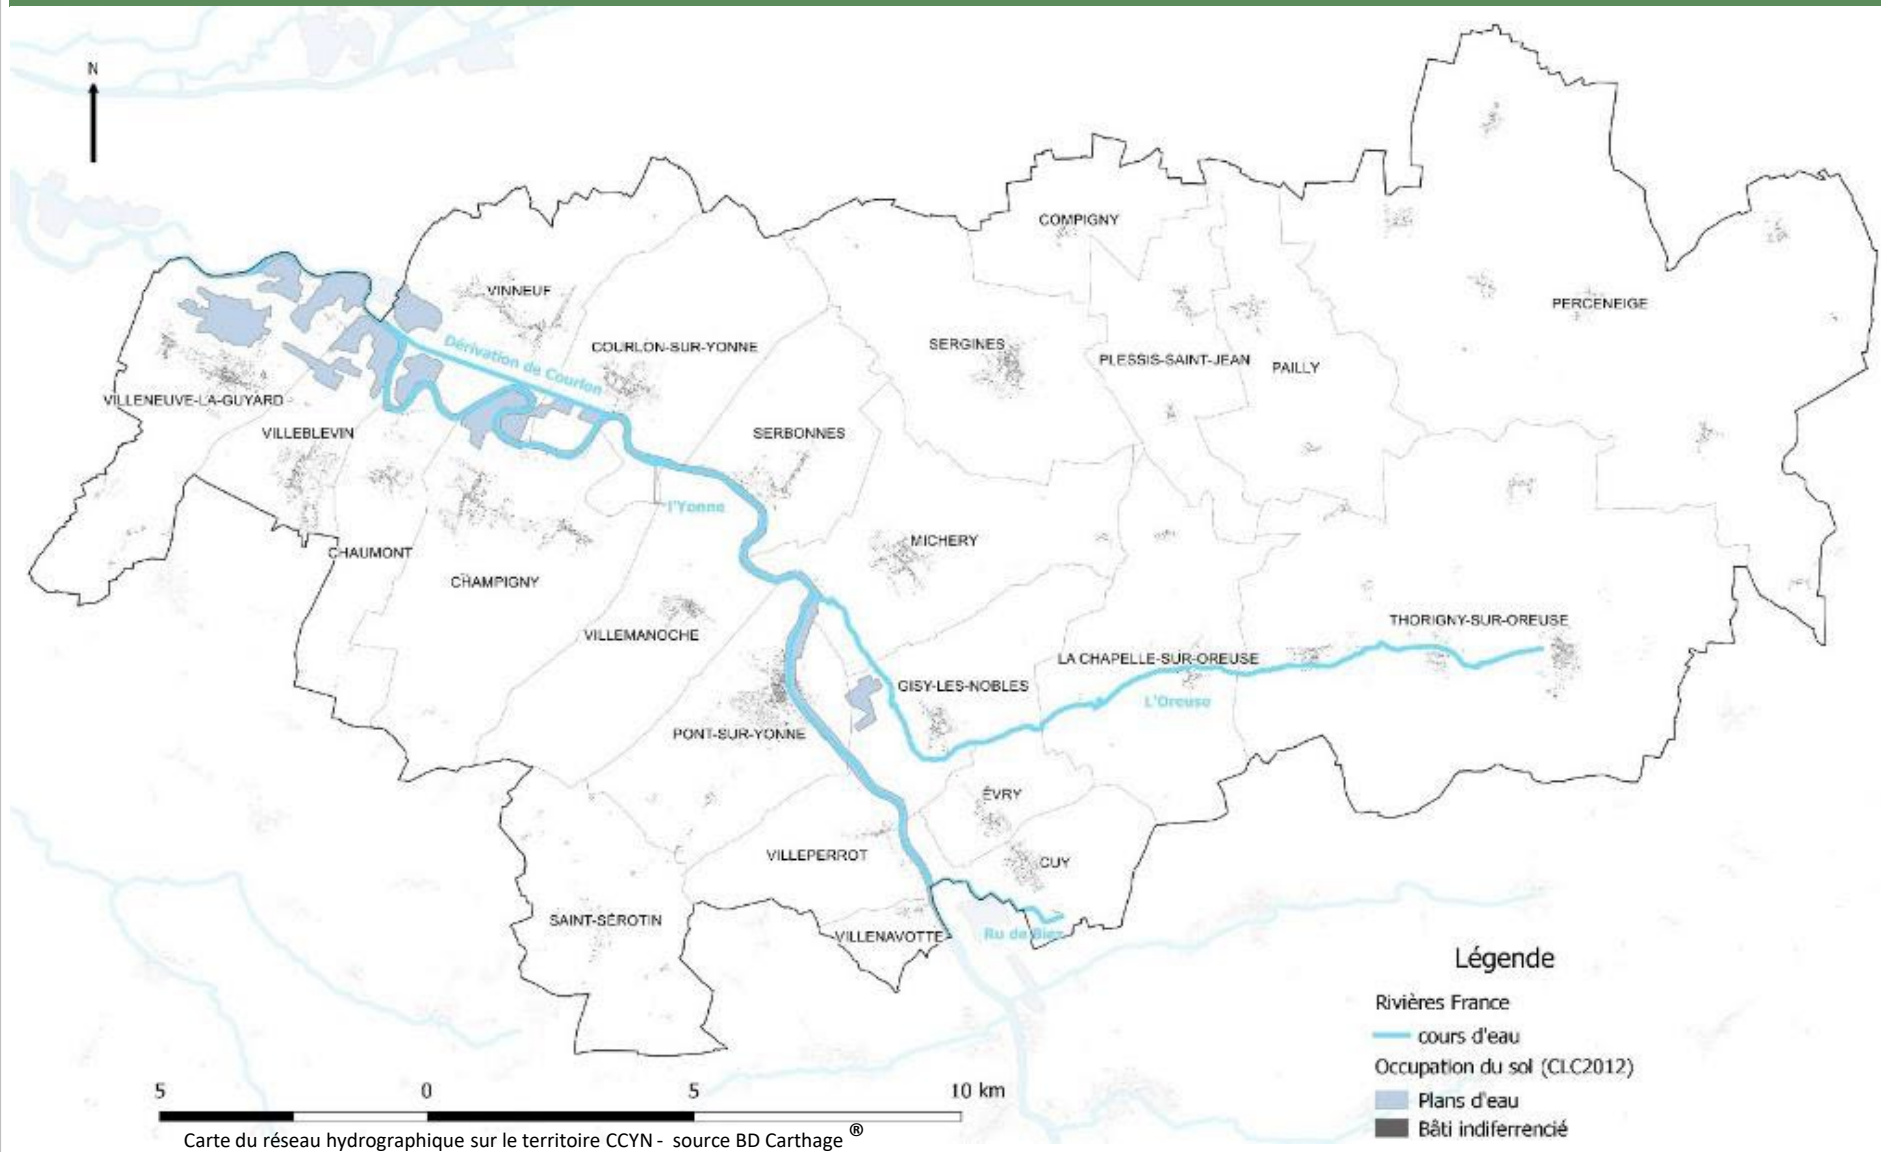 N
COMPIGNY
VINNEUF
PERCENEIGE
Dérivation de Courlon
COURLON-SUR-YONNE
SERGINES
PLESSIS-SAINT-JEAN
PAILLY
VILLENEUVE-LA-GUYARD
VILLEBLEVIN
SERBONNES
l'Yonne
MICHERY
CHAUMONT
CHAMPIGNY
THORIGNY-SUR-OREUSE
VILLEMANOCHE
LA CHAPELLE-SUR-OREUSE
GISY-LES-NOBLES
L'Oreuse
PONT-SUR-YONNE
ÉVRY
VILLEPERROT
CUY
SAINT-SÉROTIN
VILLENAVOTTE
Ru de Biez
Légende
Rivières France
cours d'eau
Occupation du sol (CLC2012)
Plans d'eau
Bâti indiferrencié
5 0 5 10 km
Carte du réseau hydrographique sur le territoire CCYN - source BD Carthage ®